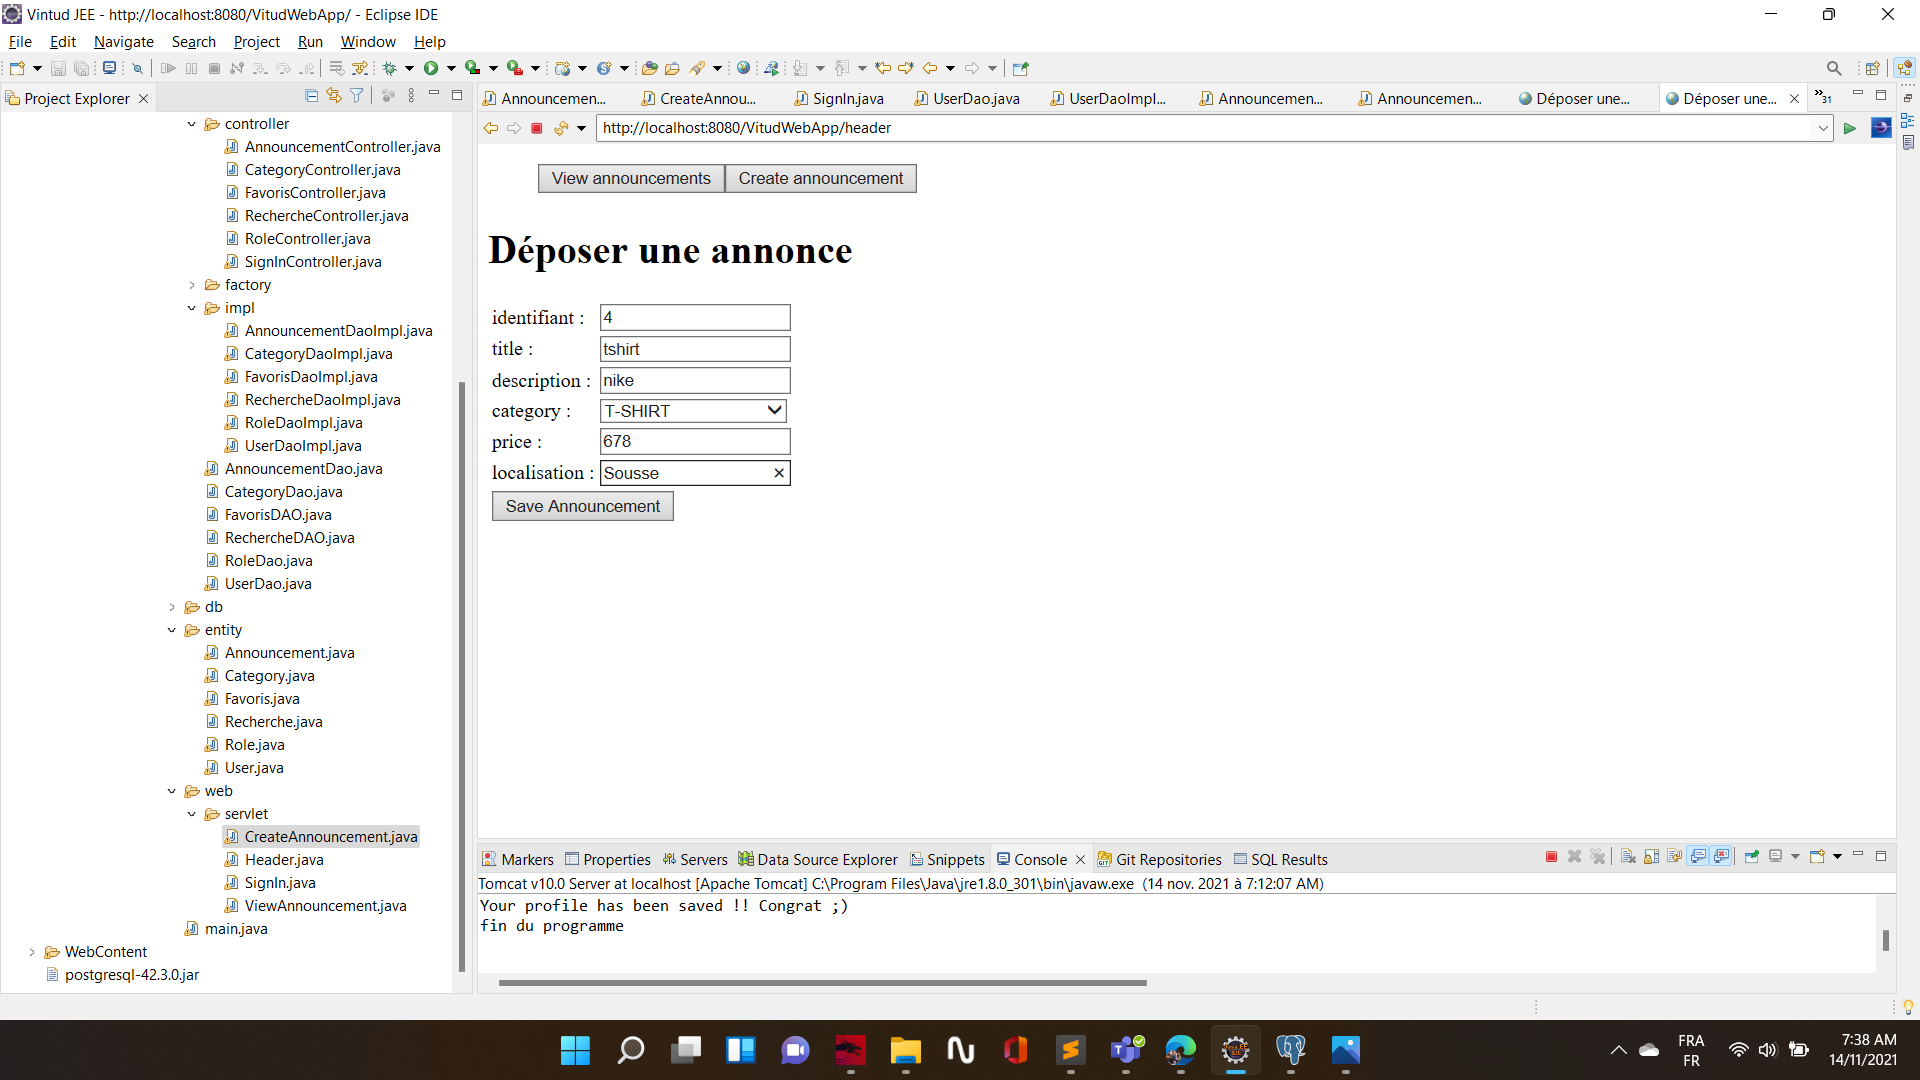 Vintud JEE - http://localhost:8080/VitudWebApp/ - Eclipse IDE
File Edit Navigate Search Project Run Window Help
Project Explorer
controller
AnnouncementController.java
CategoryController.java
FavorisController.java
RechercheController.java
RoleController.java
SignInController.java
factory
impl
AnnouncementDaoImpl.java
CategoryDaoImpl.java
FavorisDaoImpl.java
RechercheDaoImpl.java
RoleDaoImpl.java
UserDaoImpl.java
AnnouncementDao.java
CategoryDao.java
FavorisDAO.java
RechercheDAO.java
RoleDao.java
UserDao.java
db
entity
Announcement.java
Category.java
Favoris.java
Recherche.java
Role.java
User.java
web
servlet
CreateAnnouncement.java
Header.java
SignIn.java
ViewAnnouncement.java
main.java
WebContent
postgresql-42.3.0.jar
Announcemen... CreateAnnou... SignIn.java UserDao.java UserDaoImpl... Announcemen... Announcemen... Déposer une... Déposer une... 31
http://localhost:8080/VitudWebApp/header
View announcements Create announcement
Déposer une annonce
identifiant : 4
title : tshirt
description : nike
category : T-SHIRT
price : 678
localisation : Sousse
Save Announcement
Markers Properties Servers Data Source Explorer Snippets Console Git Repositories SQL Results
Tomcat v10.0 Server at localhost [Apache Tomcat] C:\Program Files\Java\jre1.8.0_301\bin\javaw.exe (14 nov. 2021 à 7:12:07 AM)
Your profile has been saved !! Congrat ;)
fin du programme
FRA
FR
7:38 AM
14/11/2021